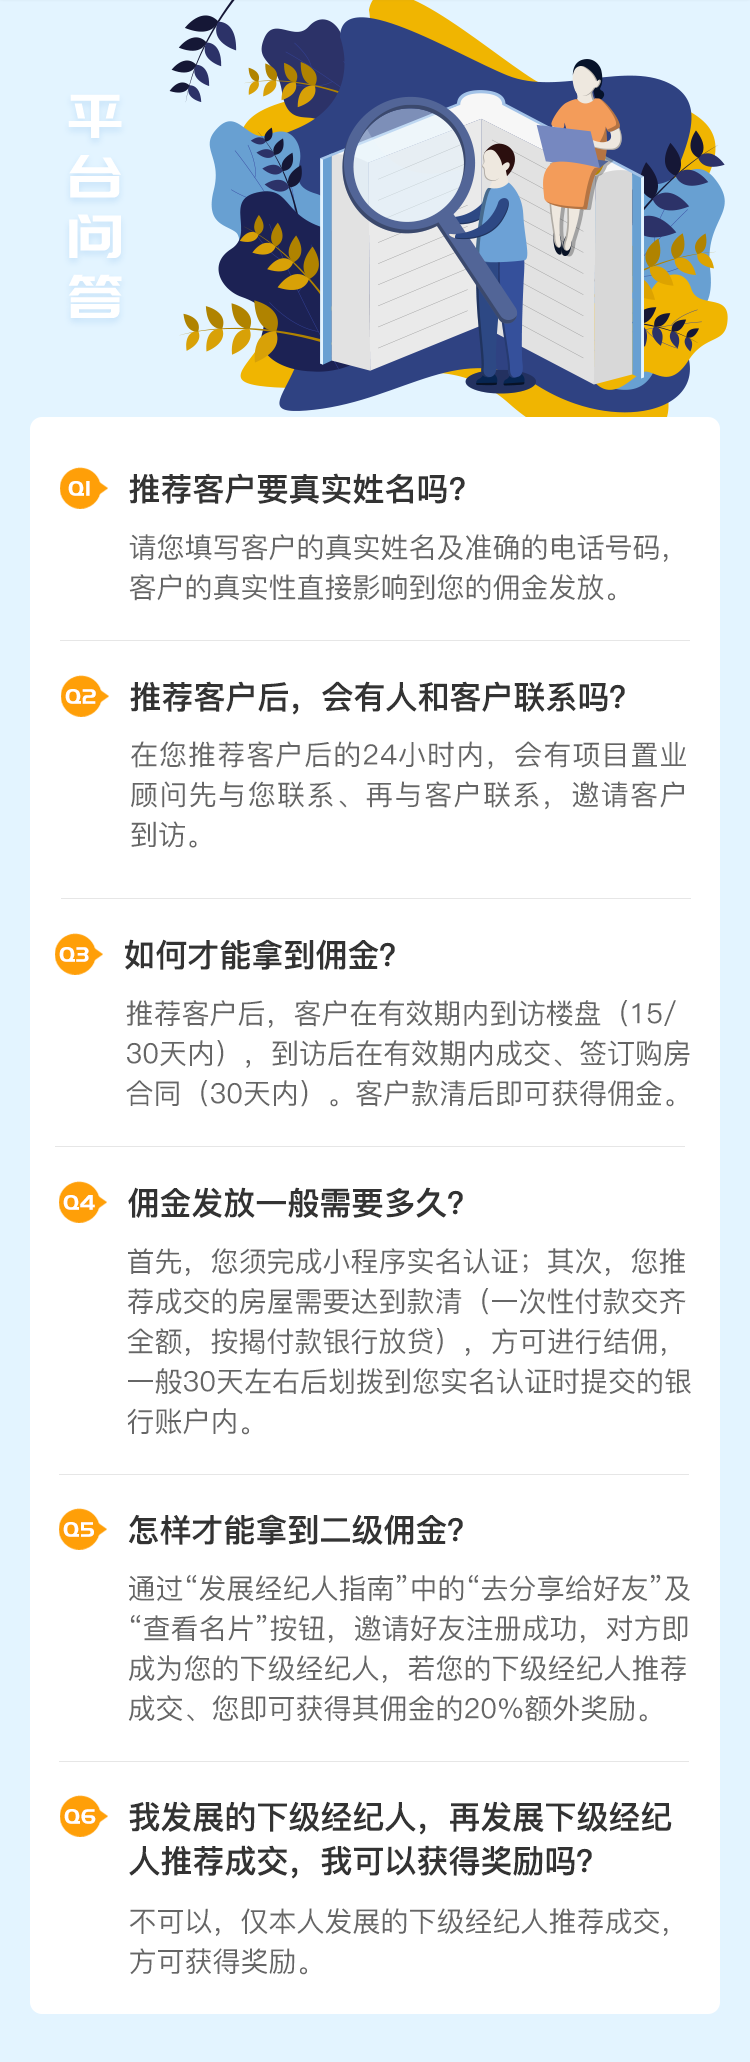 平台问答
Q1
推荐客户要真实姓名吗?
请您填写客户的真实姓名及准确的电话号码,
客户的真实性直接影响到您的佣金发放。
Q2
推荐客户后，会有人和客户联系吗?
在您推荐客户后的24小时内，会有项目置业
顾问先与您联系、再与客户联系，邀请客户
到访。
Q3
如何才能拿到佣金?
推荐客户后，客户在有效期内到访楼盘（15/
30天内），到访后在有效期内成交、签订购房
合同（30天内）。客户款清后即可获得佣金。
Q4
佣金发放一般需要多久?
首先，您须完成小程序实名认证；其次，您推
荐成交的房屋需要达到款清（一次性付款交齐
全额，按揭付款银行放贷），方可进行结佣，
一般30天左右后划拨到您实名认证时提交的银
行账户内。
Q5
怎样才能拿到二级佣金?
通过“发展经纪人指南”中的“去分享给好友”及
“查看名片”按钮，邀请好友注册成功，对方即
成为您的下级经纪人，若您的下级经纪人推荐
成交、您即可获得其佣金的20%额外奖励。
Q6
我发展的下级经纪人，再发展下级经纪
人推荐成交，我可以获得奖励吗?
不可以，仅本人发展的下级经纪人推荐成交，
方可获得奖励。